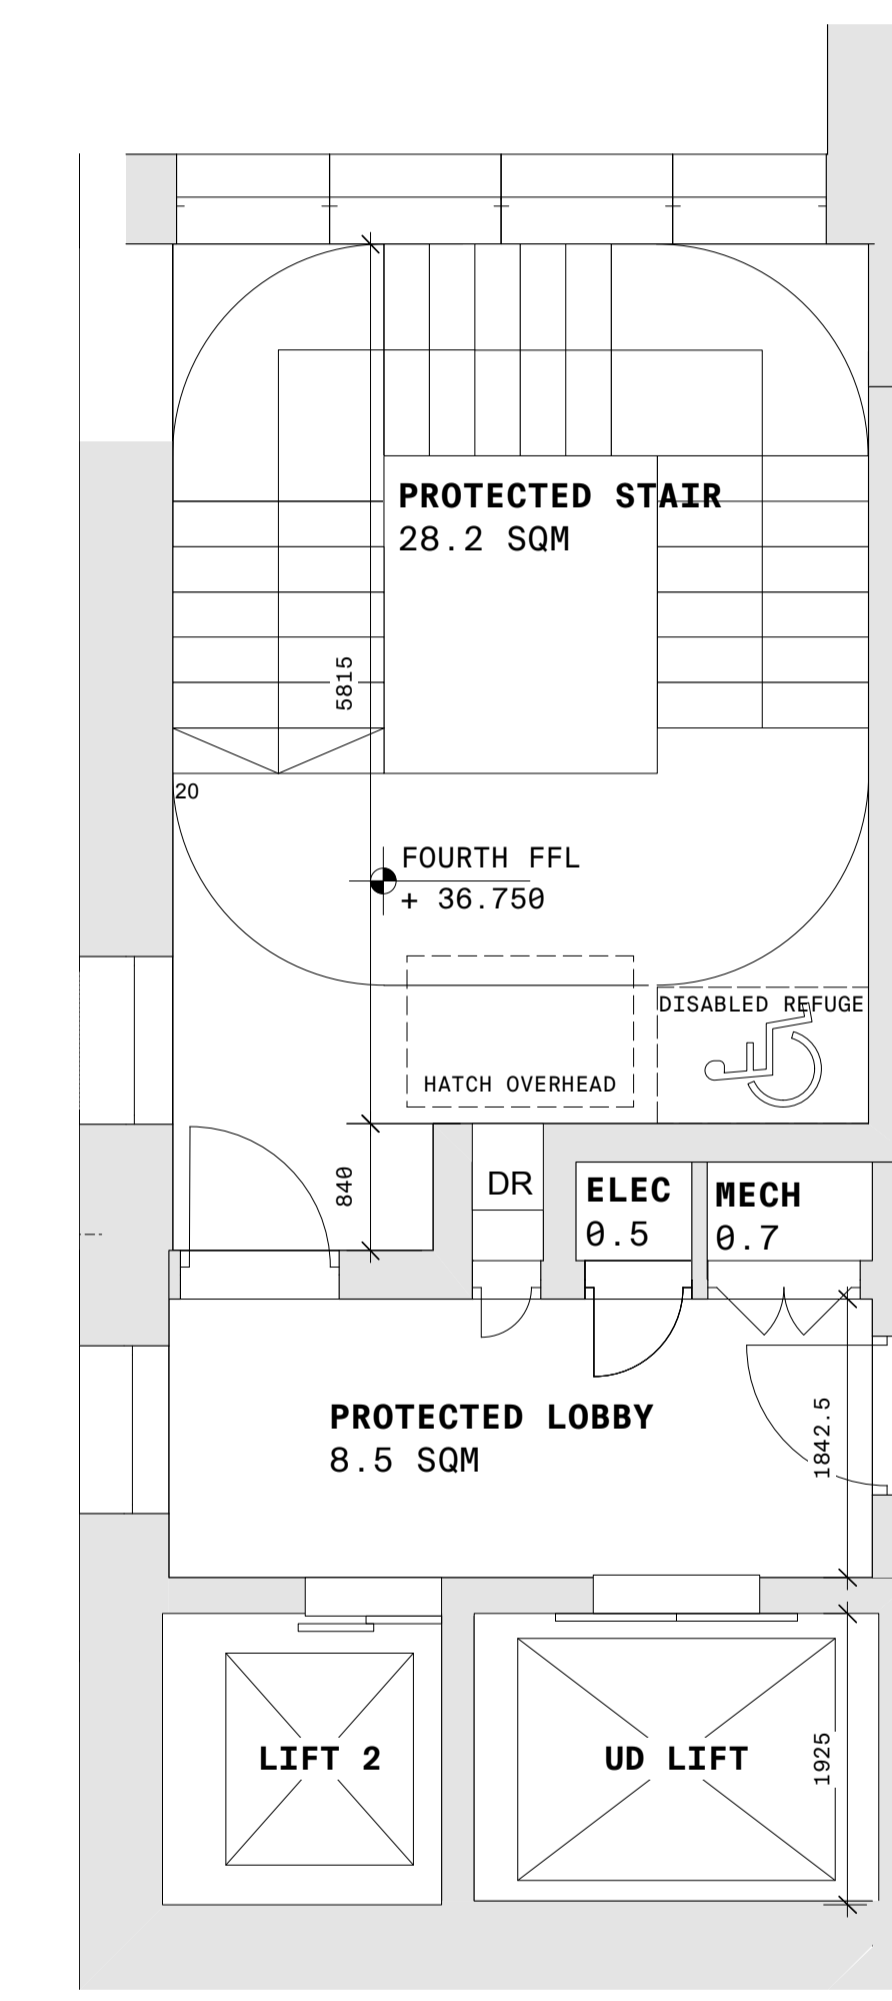 PROTECTED STAIR
28.2 SQM
5815
20
FOURTH FFL
+ 36.750
DISABLED REFUGE
HATCH OVERHEAD
840
DR
ELEC
0.5
MECH
0.7
PROTECTED LOBBY
8.5 SQM
1842.5
LIFT 2
UD LIFT
1925